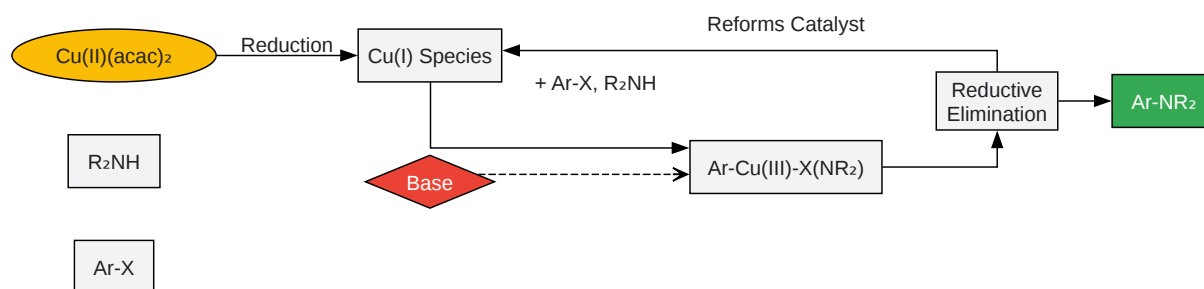 Reforms Catalyst
Cu(II)(acac)₂
Reduction
Cu(I) Species
+ Ar-X, R₂NH
Reductive
Elimination
Ar-NR₂
R₂NH
Base
Ar-Cu(III)-X(NR₂)
Ar-X